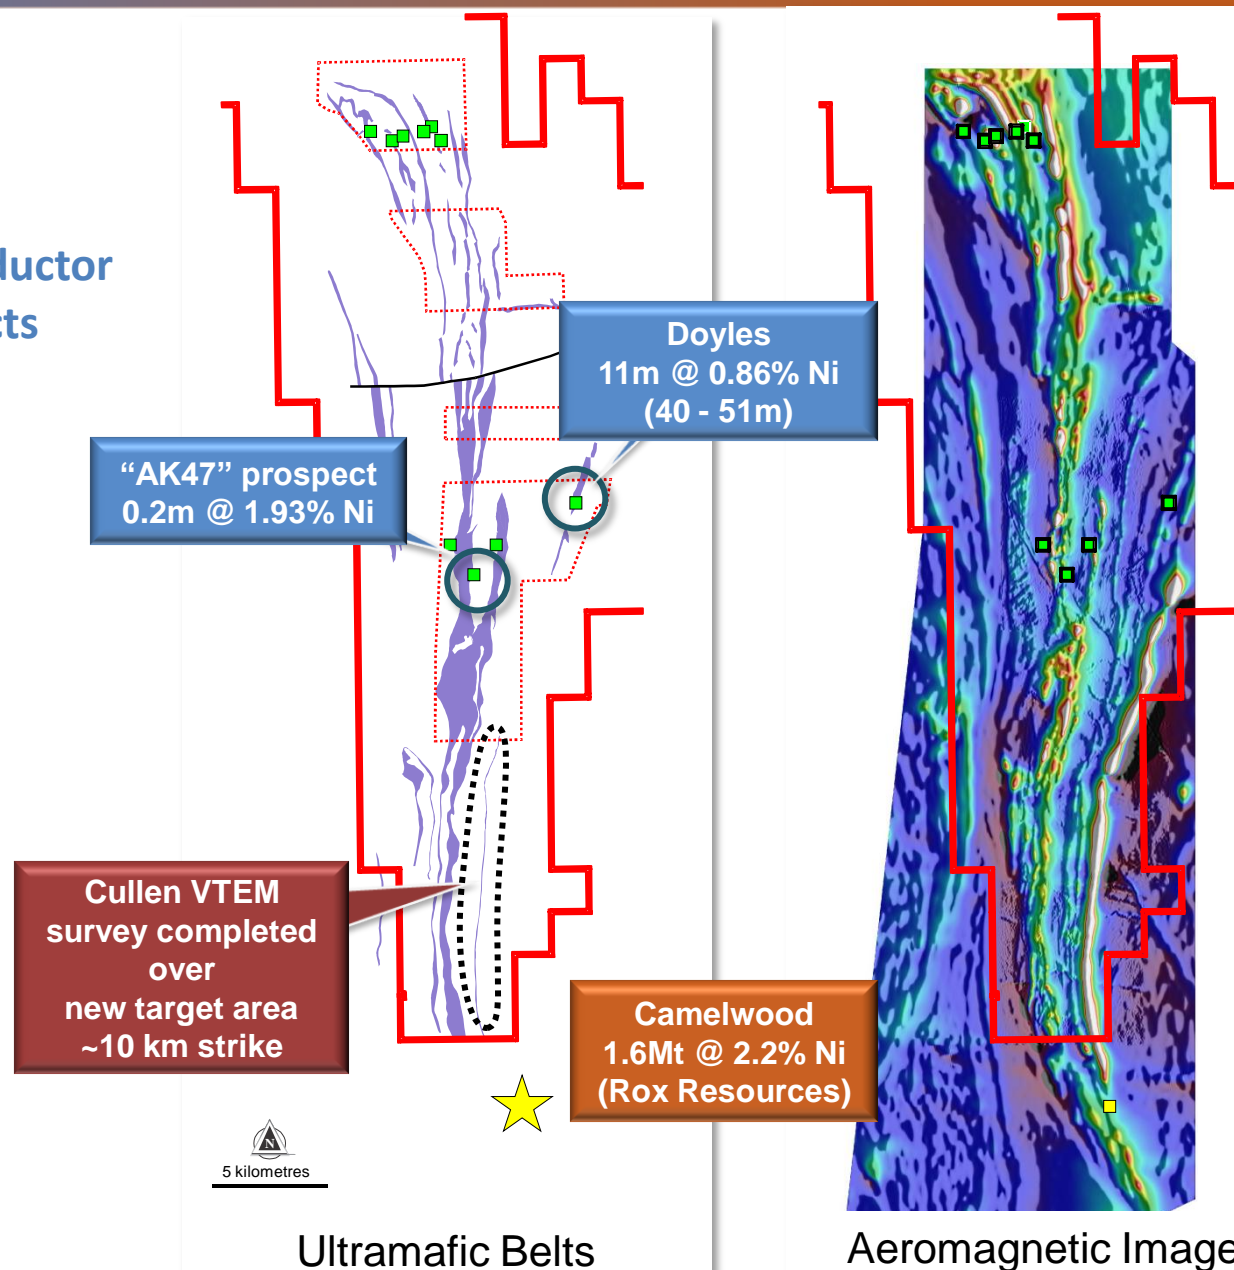 Doyles
11m @ 0.86% Ni
(40 - 51m)
“AK47” prospect
0.2m @ 1.93% Ni
Cullen VTEM
survey completed
over
new target area
~10 km strike
Camelwood
1.6Mt @ 2.2% Ni
(Rox Resources)
N
5 kilometres
Ultramafic Belts
Aeromagnetic Image